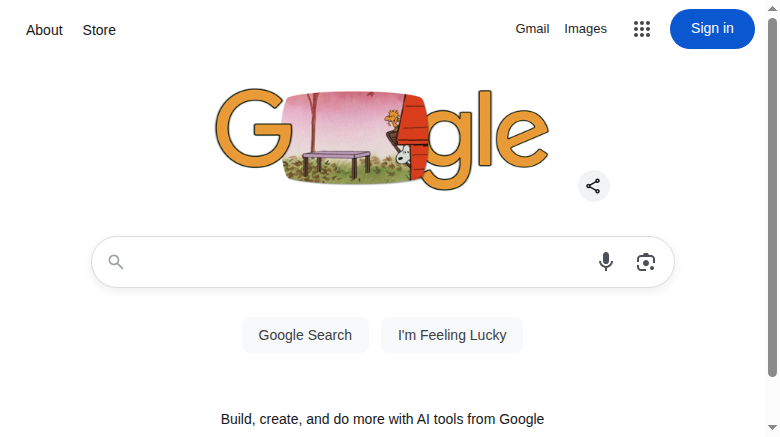 About Store Gmail Images Sign in
Google
Google Search I'm Feeling Lucky
Build, create, and do more with AI tools from Google